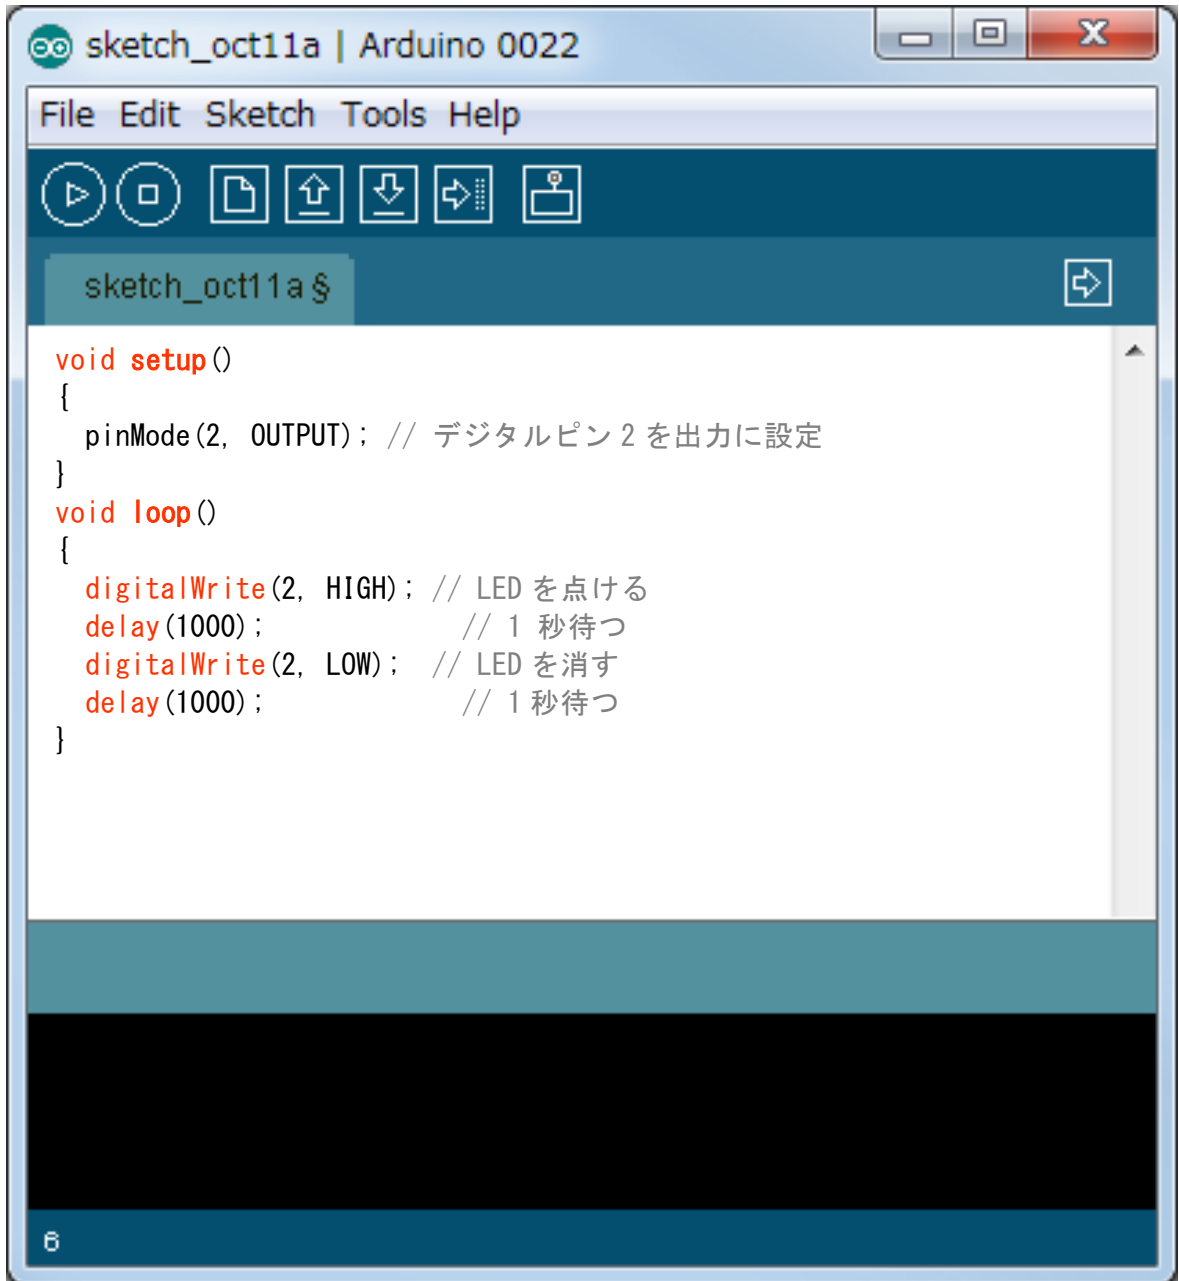 sketch_oct11a | Arduino 0022
File Edit Sketch Tools Help
sketch_oct11a §
void setup()
{
  pinMode(2, OUTPUT); // デジタルピン 2 を出力に設定
}
void loop()
{
  digitalWrite(2, HIGH); // LED を点ける
  delay(1000);             // 1 秒待つ
  digitalWrite(2, LOW);  // LED を消す
  delay(1000);             // 1 秒待つ
}
6